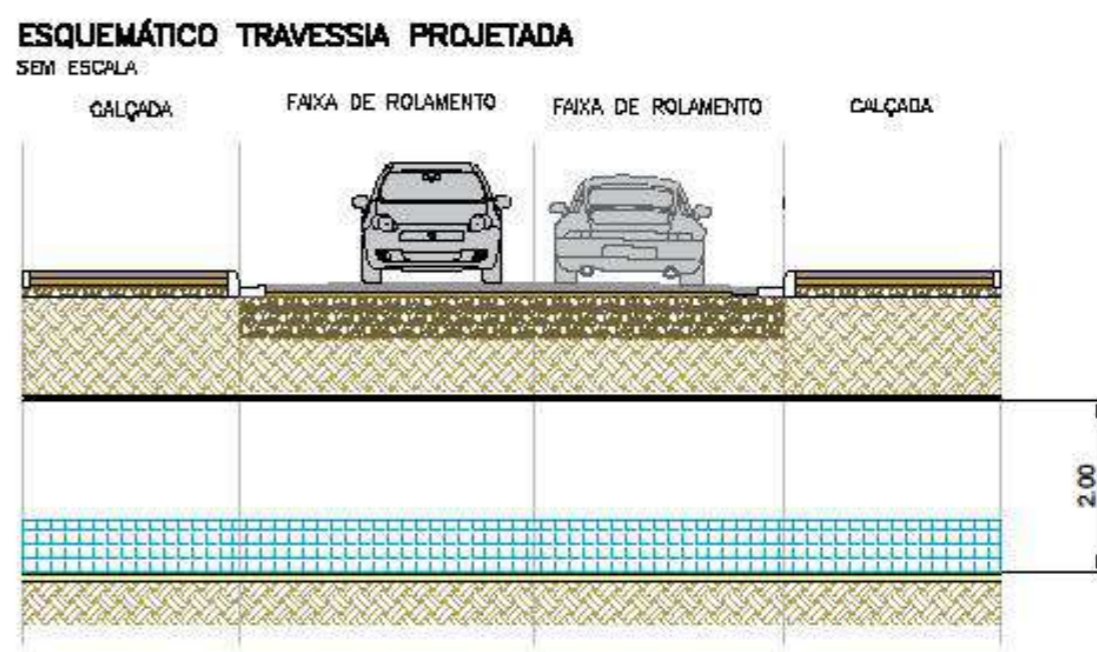 ESQUEMÁTICO TRAVESSIA PROJETADA
SEM ESCALA
CALÇADA
FAIXA DE ROLAMENTO
FAIXA DE ROLAMENTO
CALÇADA
2.00